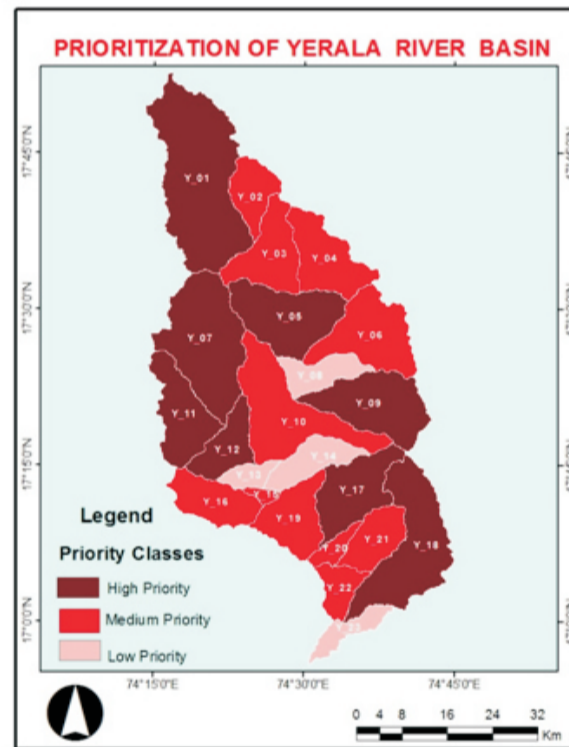 PRIORITIZATION OF YERALA RIVER BASIN
17°45'0"N
17°30'0"N
17°15'0"N
17°0'0"N
Y_01
Y_02
Y_03
Y_04
Y_05
Y_06
Y_07
Y_08
Y_09
Y_10
Y_11
Y_12
Y_13
Y_14
Y_15
Y_16
Y_17
Y_18
Y_19
Y_20
Y_21
Y_22
Legend
Priority Classes
High Priority
Medium Priority
Low Priority
74°15'0"E 74°30'0"E 74°45'0"E
0 4 8 16 24 32
Km